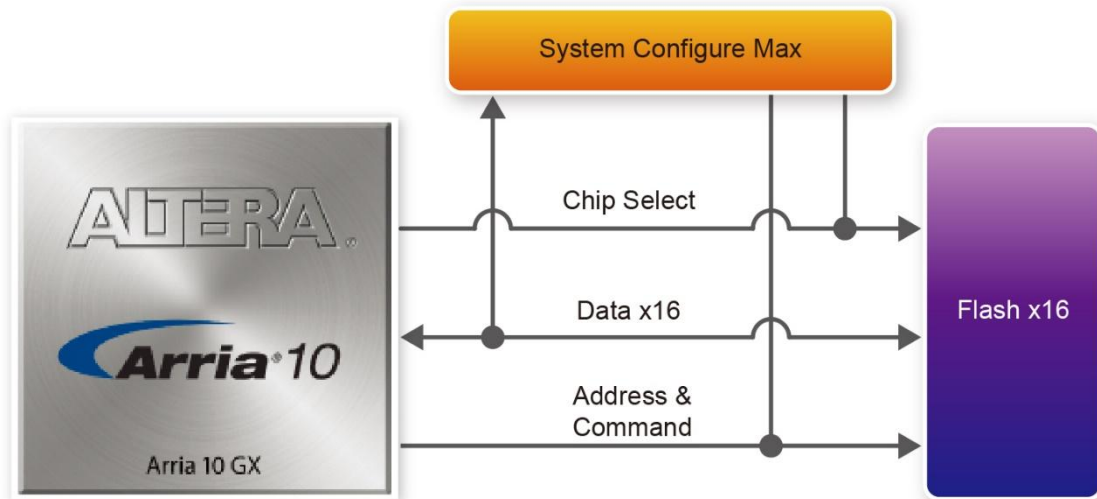 System Configure Max
ALTERA®
Chip Select
Data x16
Flash x16
Arria® 10
Address &
Command
Arria 10 GX